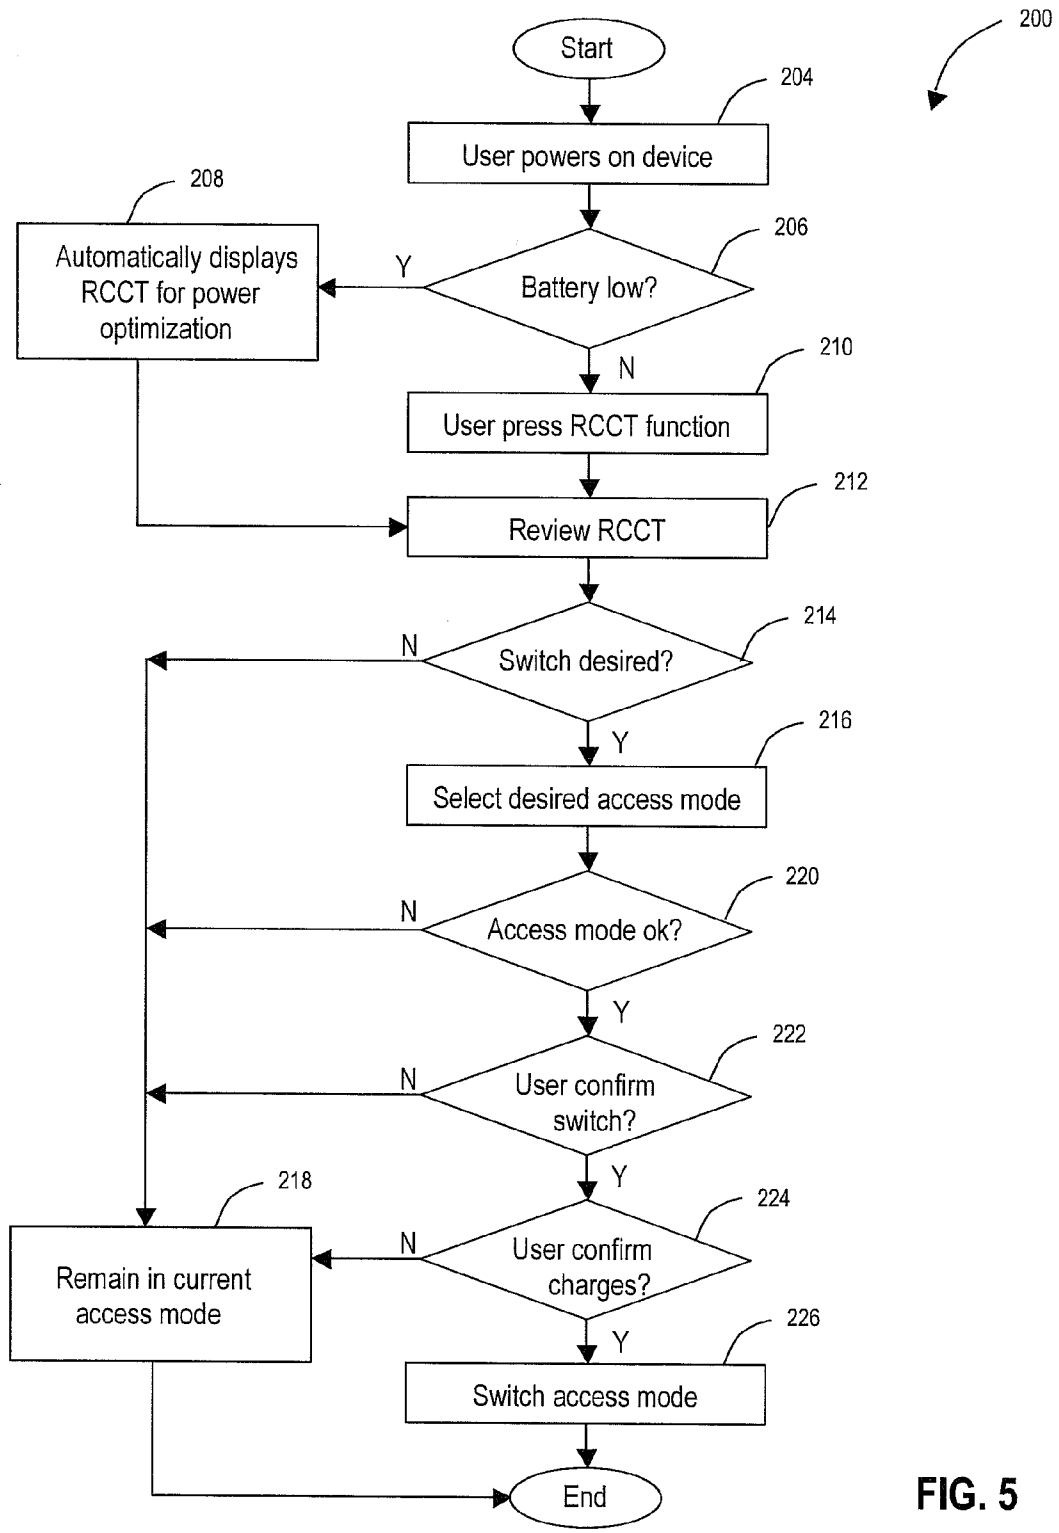 200
Start
204
User powers on device
208
206
Automatically displays
RCCT for power
optimization
Y
Battery low?
N
210
User press RCCT function
212
Review RCCT
214
N
Switch desired?
Y
216
Select desired access mode
220
N
Access mode ok?
Y
222
N
User confirm
switch?
Y
218
224
N
User confirm
charges?
Remain in current
access mode
Y
226
Switch access mode
End
FIG. 5